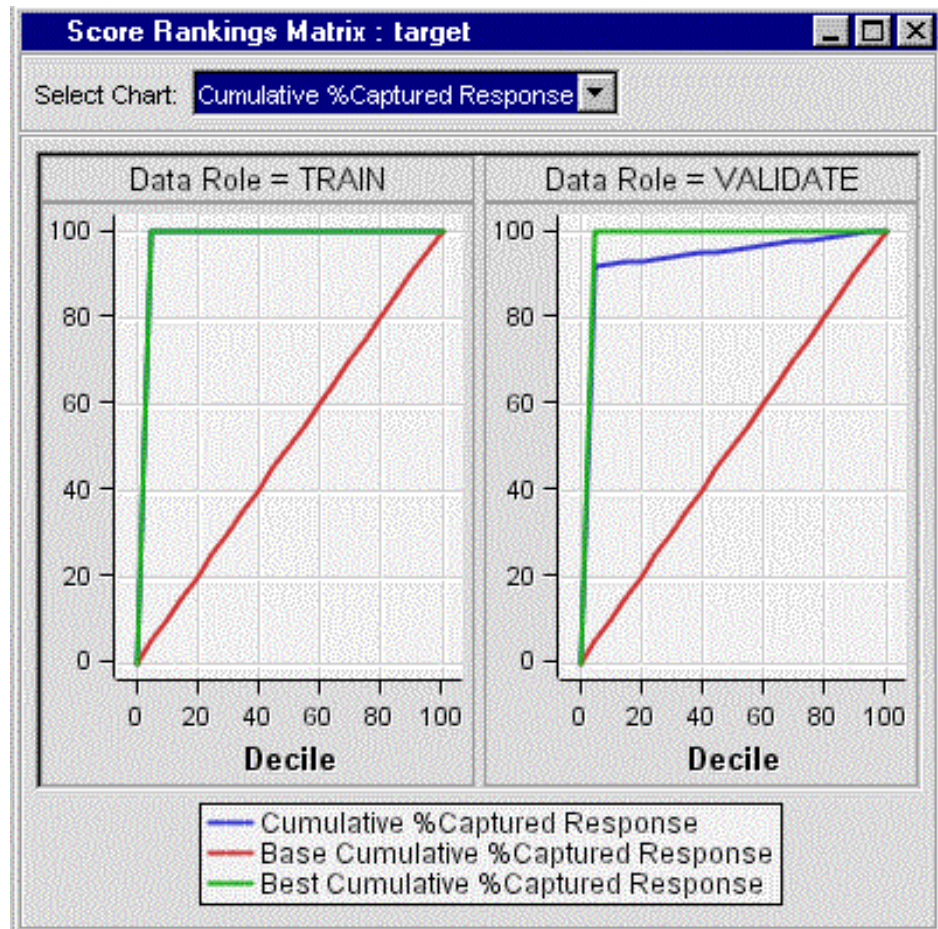 Score Rankings Matrix : target
Select Chart: Cumulative %Captured Response
Data Role = TRAIN
100
80
60
40
20
0
0 20 40 60 80 100
Decile
Data Role = VALIDATE
100
80
60
40
20
0
0 20 40 60 80 100
Decile
Cumulative %Captured Response
Base Cumulative %Captured Response
Best Cumulative %Captured Response